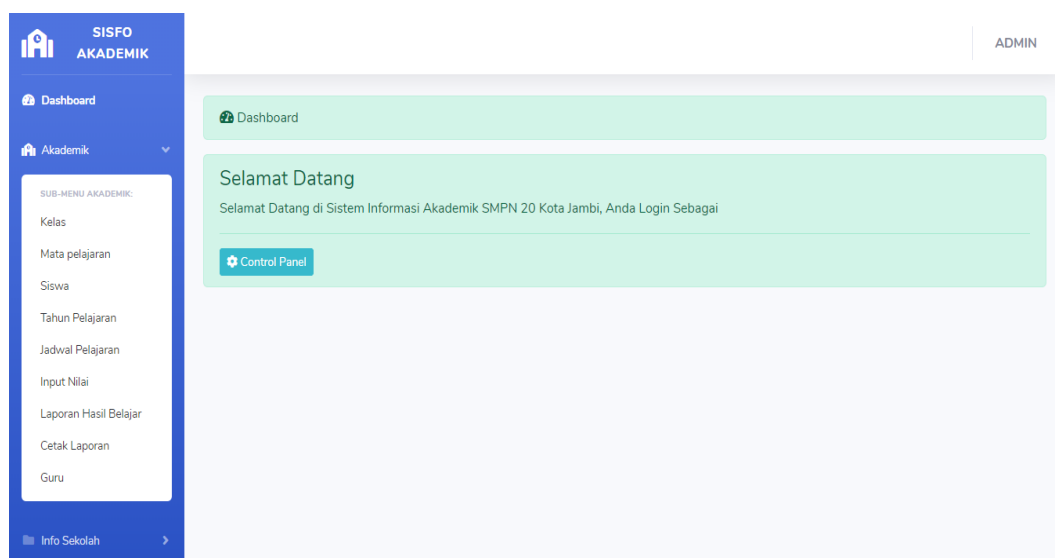 SISFO
AKADEMIK
ADMIN
Dashboard
Akademik
SUB-MENU AKADEMIK:
Kelas
Mata pelajaran
Siswa
Tahun Pelajaran
Jadwal Pelajaran
Input Nilai
Laporan Hasil Belajar
Cetak Laporan
Guru
Info Sekolah
Dashboard
Selamat Datang
Selamat Datang di Sistem Informasi Akademik SMPN 20 Kota Jambi, Anda Login Sebagai
Control Panel